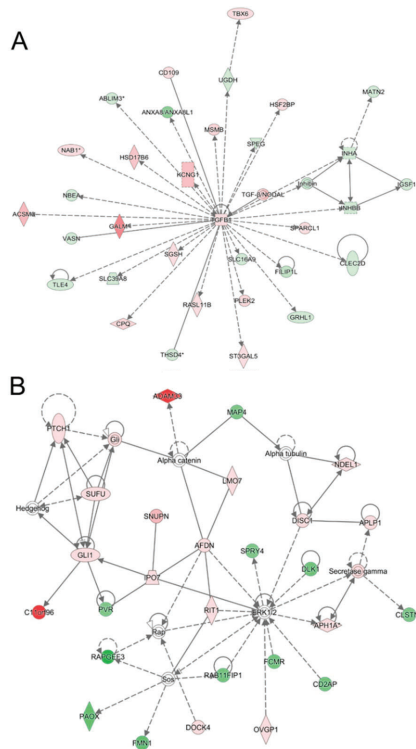 A
TBX6
CD109
UGDH
ABLIM3*
ANXA8/ANXA8L1
HSF2BP
MATN2
MSMB
SPEG
NAB1*
INHA
HSD17B6
KCNG1
NBEA
TGF-β/NODAL
Inhibin
IGSF1
ACSM3
GALM*
TGFB1
INHBB
VASN
SPARCL1
SGSH
SLC16A9
CLEC2D
TLE4
SLC39A8
FILIP1L
CPQ
RASL11B
PLEK2
GRHL1
THSD4*
ST3GAL5
B
ADAM30
MAP4
PTCH1
Gli
Alpha catenin
Alpha tubulin
NDEL1
LMO7
SUFU
Hedgehog
SNUPN
DISC1
APLP1
AFDN
SPRY4
GLI1
IPO7
DLK1
Secretase gamma
C1orf96
PVR
RIT1
ERK1/2
CLSTN
Rap
APH1A*
RAPGEF3
Sos
RAB11FIP1
FCMR
CD2AP
PAOX
FMN1
DOCK4
OVGP1